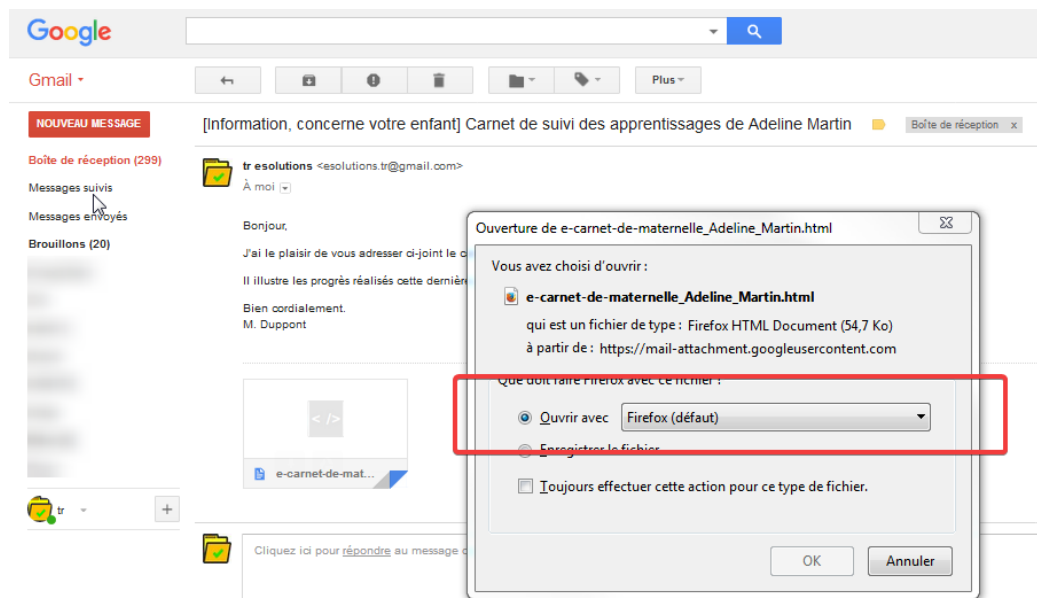 Google
Gmail
Plus
NOUVEAU MESSAGE
[Information, concerne votre enfant] Carnet de suivi des apprentissages de Adeline Martin
Boîte de réception x
Boîte de réception (299)
Messages suivis
Messages envoyés
Brouillons (20)
tr
tr esolutions <esolutions.tr@gmail.com>
À moi
Bonjour,
J'ai le plaisir de vous adresser ci-joint le
Il illustre les progrès réalisés cette dernière
Bien cordialement.
M. Duppont
</>
e-carnet-de-mat...
Cliquez ici pour répondre au message
Ouverture de e-carnet-de-maternelle_Adeline_Martin.html
Vous avez choisi d'ouvrir :
e-carnet-de-maternelle_Adeline_Martin.html
qui est un fichier de type : Firefox HTML Document (54,7 Ko)
à partir de : https://mail-attachment.googleusercontent.com
Que doit faire Firefox avec ce fichier ?
Ouvrir avec Firefox (défaut)
Enregistrer le fichier
Toujours effectuer cette action pour ce type de fichier.
OK Annuler